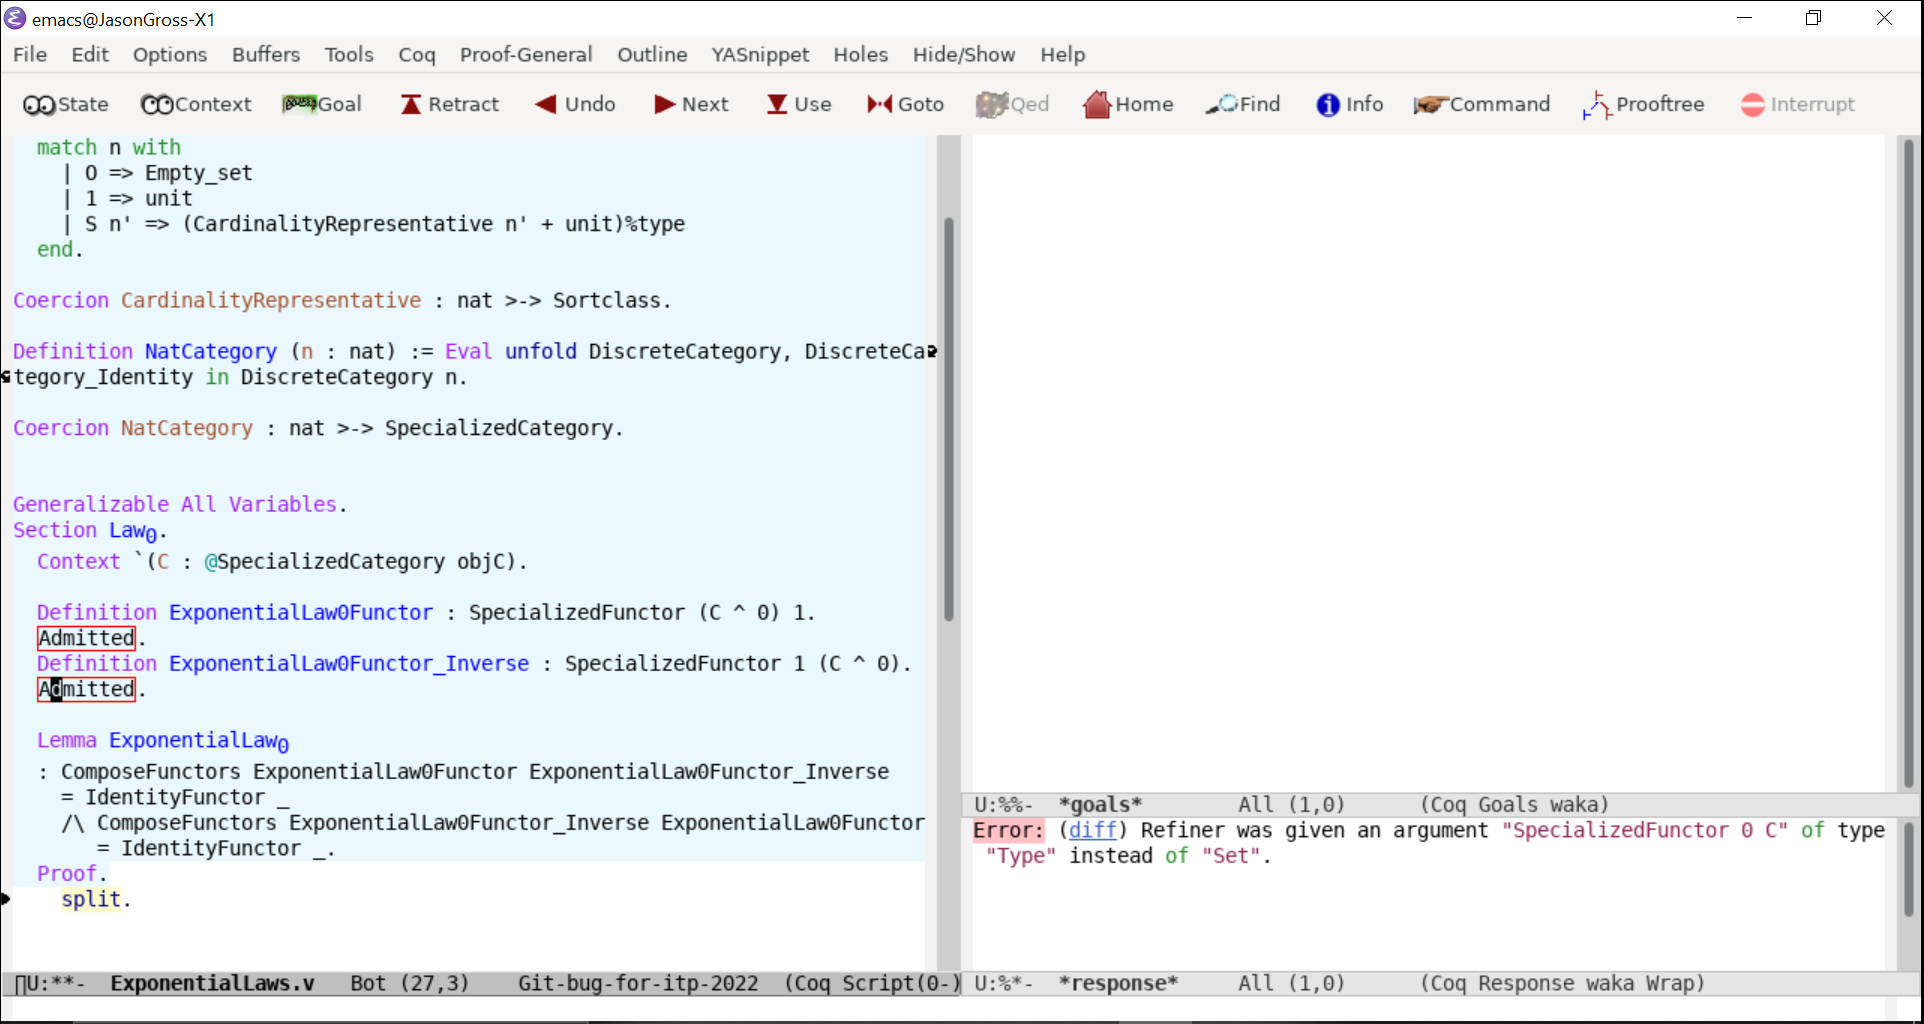 emacs@JasonGross-X1
File Edit Options Buffers Tools Coq Proof-General Outline YASnippet Holes Hide/Show Help
State Context Goal Retract Undo Next Use Goto Qed Home Find Info Command Prooftree Interrupt
match n with
| O => Empty_set
| 1 => unit
| S n' => (CardinalityRepresentative n' + unit)%type
end.
Coercion CardinalityRepresentative : nat >-> Sortclass.
Definition NatCategory (n : nat) := Eval unfold DiscreteCategory, DiscreteCa
tegory_Identity in DiscreteCategory n.
Coercion NatCategory : nat >-> SpecializedCategory.
Generalizable All Variables.
Section Law0.
Context `(C : @SpecializedCategory objC).
Definition ExponentialLaw0Functor : SpecializedFunctor (C ^ 0) 1.
Admitted.
Definition ExponentialLaw0Functor_Inverse : SpecializedFunctor 1 (C ^ 0).
Admitted.
Lemma ExponentialLaw0
: ComposeFunctors ExponentialLaw0Functor ExponentialLaw0Functor_Inverse
= IdentityFunctor _
/\ ComposeFunctors ExponentialLaw0Functor_Inverse ExponentialLaw0Functor
= IdentityFunctor _.
Proof.
split.
U:**- ExponentialLaws.v Bot (27,3) Git-bug-for-itp-2022 (Coq Script(0-)
U:%%- *goals* All (1,0) (Coq Goals waka)
Error: (diff) Refiner was given an argument "SpecializedFunctor 0 C" of type
"Type" instead of "Set".
U:%*- *response* All (1,0) (Coq Response waka Wrap)